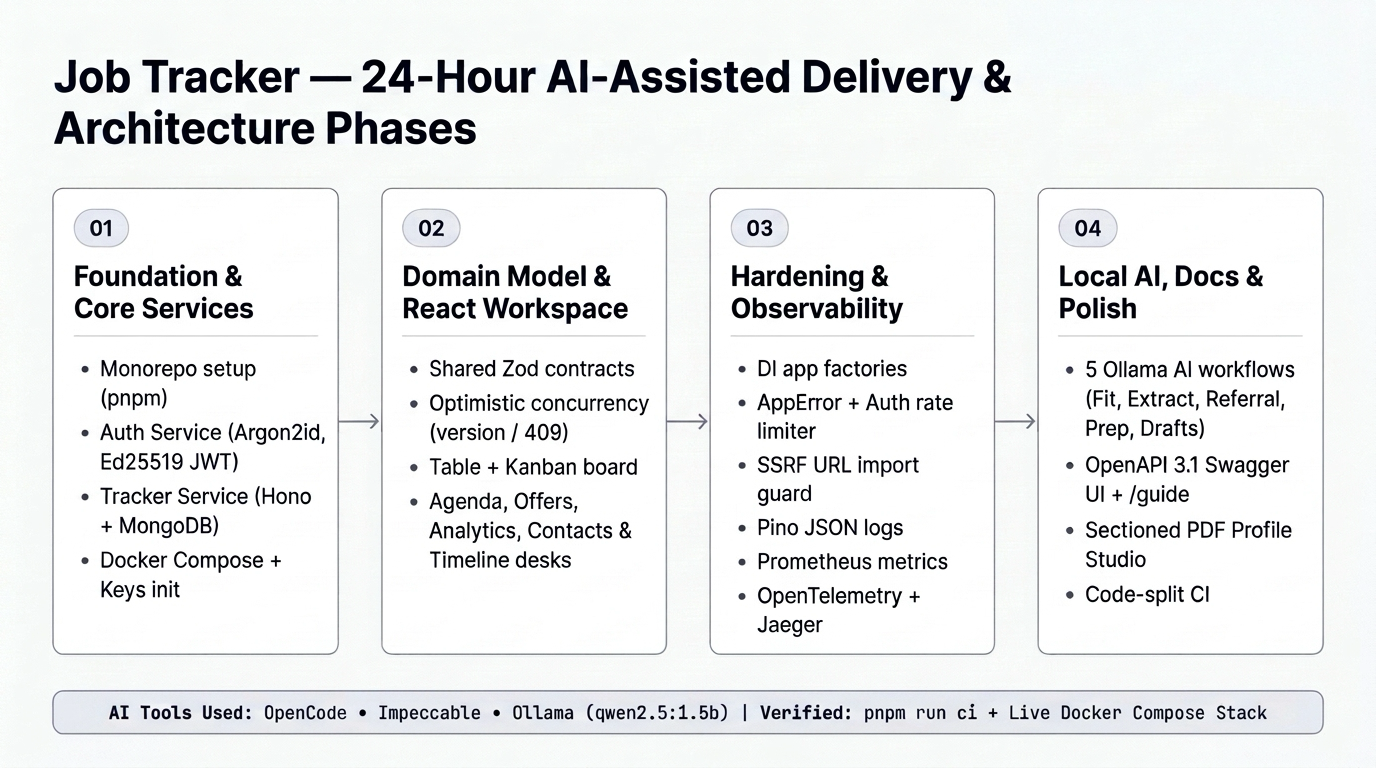 Job Tracker — 24-Hour AI-Assisted Delivery &
Architecture Phases
01
Foundation &
Core Services
• Monorepo setup
(pnpm)
• Auth Service (Argon2id,
Ed25519 JWT)
• Tracker Service (Hono
+ MongoDB)
• Docker Compose +
Keys init
02
Domain Model &
React Workspace
• Shared Zod contracts
• Optimistic concurrency
(version / 409)
• Table + Kanban board
• Agenda, Offers,
Analytics, Contacts &
Timeline desks
03
Hardening &
Observability
• DI app factories
• AppError + Auth rate
limiter
• SSRF URL import
guard
• Pino JSON logs
• Prometheus metrics
• OpenTelemetry +
Jaeger
04
Local AI, Docs &
Polish
• 5 Ollama AI workflows
(Fit, Extract, Referral,
Prep, Drafts)
• OpenAPI 3.1 Swagger
UI + /guide
• Sectioned PDF Profile
Studio
• Code-split CI
AI Tools Used: OpenCode • Impeccable • Ollama (qwen2.5:1.5b) | Verified: pnpm run ci + Live Docker Compose Stack